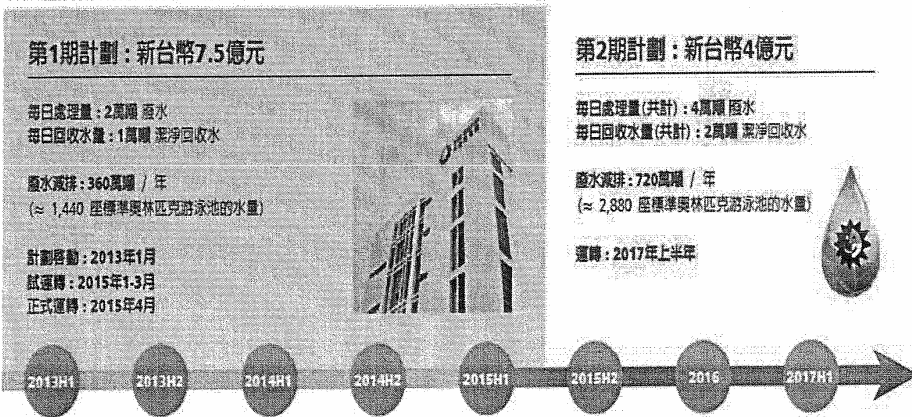 第1期計劃：新台幣7.5億元
每日處理量：2萬噸 廢水
每日回收水量：1萬噸 潔淨回收水
廢水減排：360萬噸 / 年
(≈ 1,440 座標準奧林匹克游泳池的水量)
計劃啓動：2013年1月
試運轉：2015年1-3月
正式運轉：2015年4月
第2期計劃：新台幣4億元
每日處理量(共計)：4萬噸 廢水
每日回收水量(共計)：2萬噸 潔淨回收水
廢水減排：720萬噸 / 年
(≈ 2,880 座標準奧林匹克游泳池的水量)
運轉：2017年上半年
2013H1 2013H2 2014H1 2014H2 2015H1 2015H2 2016 2017H1